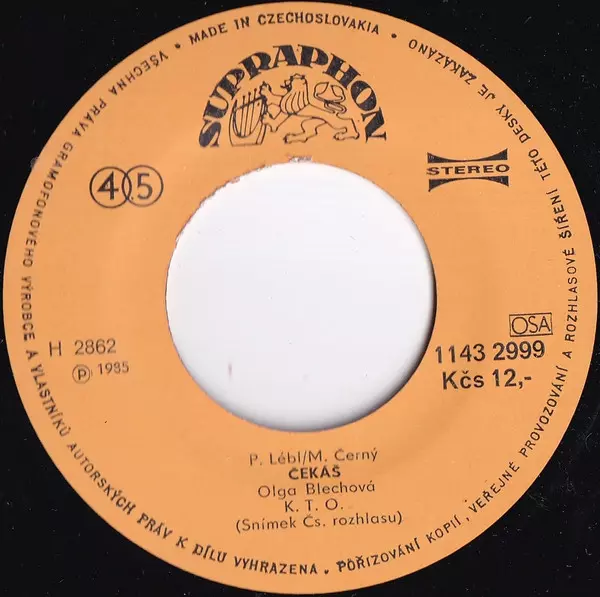 VŠECHNA PRÁVA GRAMOFONOVÉHO VÝROBCE A VLASTNÍKŮ AUTORSKÝCH PRÁV K DÍLU VYHRAZENA. POŘIZOVÁNÍ KOPIÍ, VEŘEJNÉ PROVOZOVÁNÍ A ROZHLASOVÉ ŠÍŘENÍ TÉTO DESKY JE ZAKÁZÁNO • MADE IN CZECHOSLOVAKIA •
SUPRAPHON
45
STEREO
OSA
H 2862
℗ 1985
1143 2999
Kčs 12,-
P. Lébl/M. Černý
ČEKÁŠ
Olga Blechová
K. T. O.
(Snímek Čs. rozhlasu)